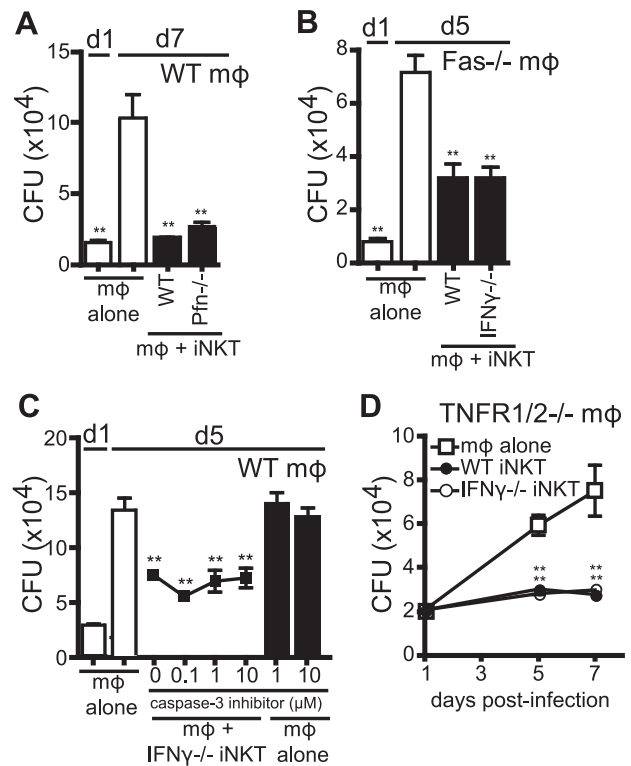 A
d1 d7
WT mφ
CFU (x10⁴)
15
10
5
0
** ** **
mφ
alone
WT
Pfn-/-
mφ + iNKT
B
d1 d5
Fas-/- mφ
CFU (x10⁴)
8
6
4
2
0
** ** **
mφ
alone
WT
IFNγ-/-
mφ + iNKT
C
d1 d5
WT mφ
CFU (x10⁴)
20
15
10
5
0
** ** ** **
0 0.1 1 10 1 10
mφ
alone
caspase-3 inhibitor (µM)
mφ +
IFNγ-/- iNKT
mφ
alone
D
TNFR1/2-/- mφ
mφ alone
WT iNKT
IFNγ-/- iNKT
CFU (x10⁴)
10
8
6
4
2
0
** **
** **
1 3 5 7
days post-infection